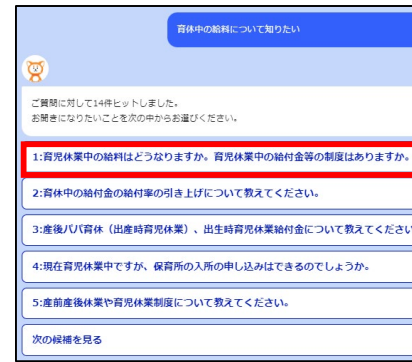 育休中の給料について知りたい
ご質問に対して14件ヒットしました。
お聞きになりたいことを次の中からお選びください。
1:育児休業中の給料はどうなりますか。育児休業中の給付金等の制度はありますか。
2:育休中の給付金の給付率の引き上げについて教えてください。
3:産後パパ育休（出産時育児休業）、出生時育児休業給付金について教えてくださ
4:現在育児休業中ですが、保育所の入所の申し込みはできるのでしょうか。
5:産前産後休業や育児休業制度について教えてください。
次の候補を見る